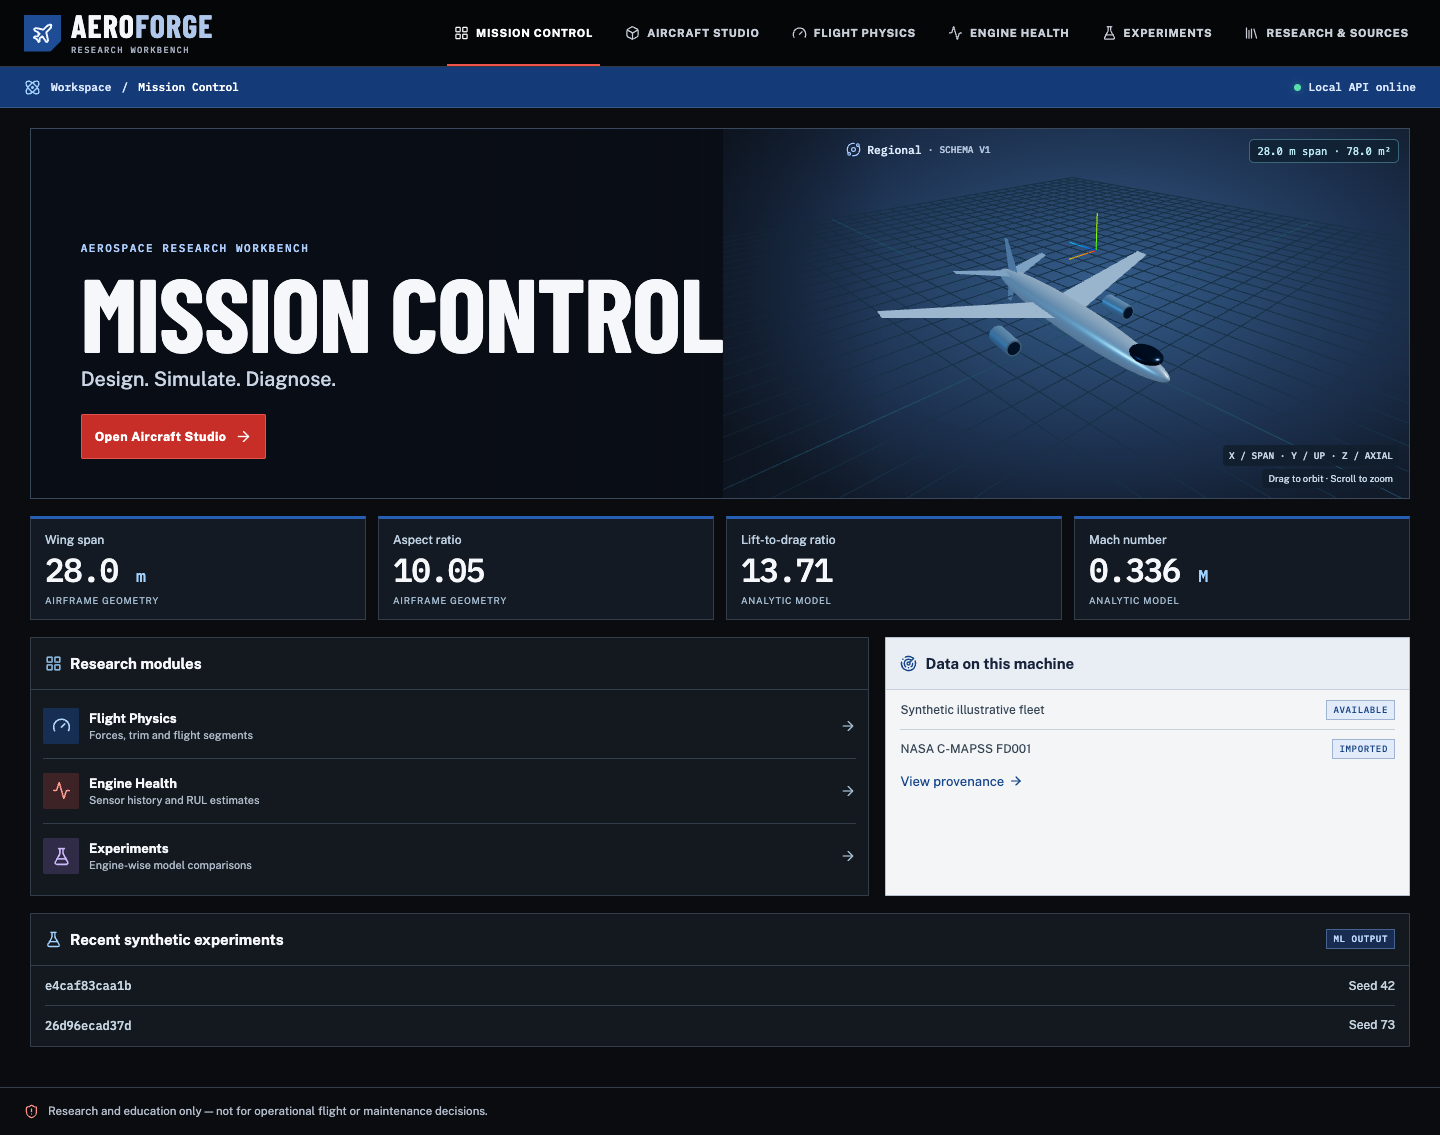 AEROFORGE
RESEARCH WORKBENCH
MISSION CONTROL
AIRCRAFT STUDIO
FLIGHT PHYSICS
ENGINE HEALTH
EXPERIMENTS
RESEARCH & SOURCES
Workspace / Mission Control
Local API online
AEROSPACE RESEARCH WORKBENCH
MISSION CONTROL
Design. Simulate. Diagnose.
Open Aircraft Studio
Regional · SCHEMA V1
28.0 m span · 78.0 m²
X / SPAN · Y / UP · Z / AXIAL
Drag to orbit · Scroll to zoom
Wing span
28.0 m
AIRFRAME GEOMETRY
Aspect ratio
10.05
AIRFRAME GEOMETRY
Lift-to-drag ratio
13.71
ANALYTIC MODEL
Mach number
0.336 M
ANALYTIC MODEL
Research modules
Flight Physics
Forces, trim and flight segments
Engine Health
Sensor history and RUL estimates
Experiments
Engine-wise model comparisons
Data on this machine
Synthetic illustrative fleet
AVAILABLE
NASA C-MAPSS FD001
IMPORTED
View provenance
Recent synthetic experiments
ML OUTPUT
e4caf83caa1b
Seed 42
26d96ecad37d
Seed 73
Research and education only — not for operational flight or maintenance decisions.